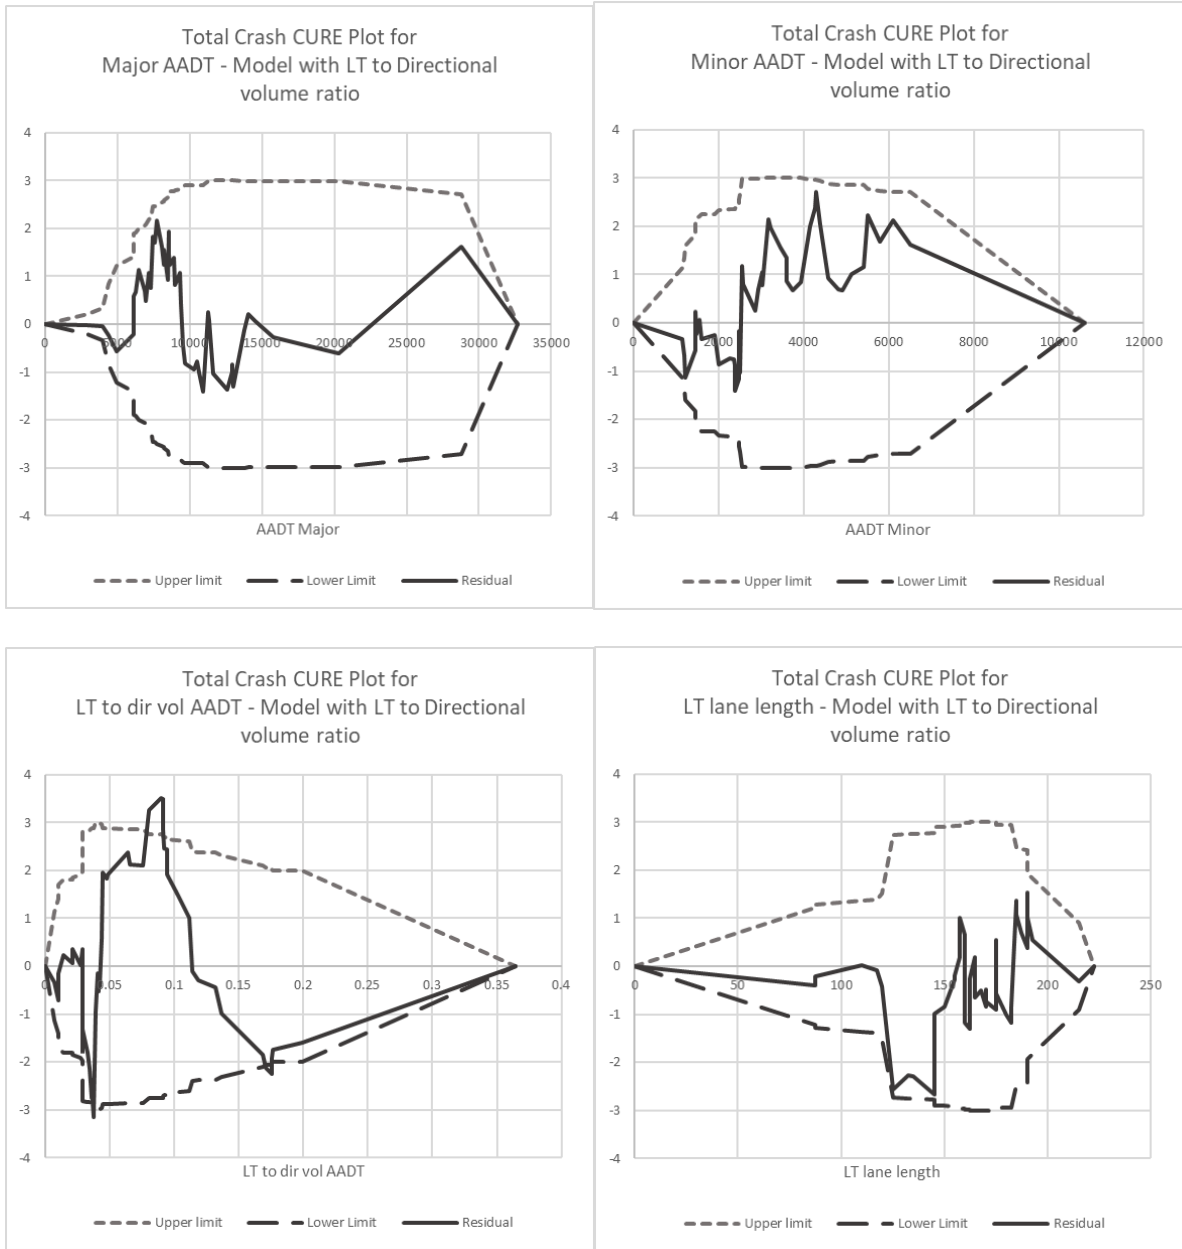 Total Crash CURE Plot for
Major AADT - Model with LT to Directional
volume ratio
4
3
2
1
0
-1
-2
-3
-4
0 5000 10000 15000 20000 25000 30000 35000
AADT Major
Upper limit Lower Limit Residual
Total Crash CURE Plot for
Minor AADT - Model with LT to Directional
volume ratio
4
3
2
1
0
-1
-2
-3
-4
0 2000 4000 6000 8000 10000 12000
AADT Minor
Upper limit Lower Limit Residual
Total Crash CURE Plot for
LT to dir vol AADT - Model with LT to Directional
volume ratio
4
3
2
1
0
-1
-2
-3
-4
0 0.05 0.1 0.15 0.2 0.25 0.3 0.35 0.4
LT to dir vol AADT
Upper limit Lower Limit Residual
Total Crash CURE Plot for
LT lane length - Model with LT to Directional
volume ratio
4
3
2
1
0
-1
-2
-3
-4
0 50 100 150 200 250
LT lane length
Upper limit Lower Limit Residual